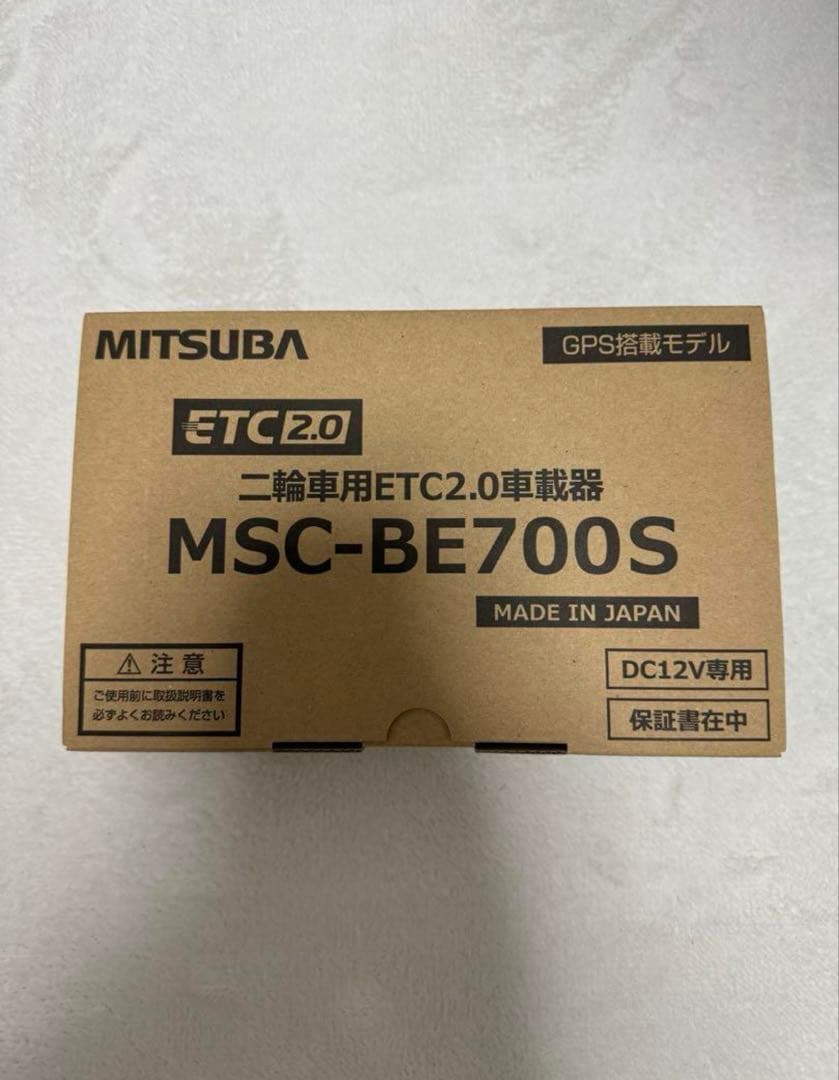 MITSUBA
GPS搭載モデル
ETC2.0
二輪車用ETC2.0車載器
MSC-BE700S
MADE IN JAPAN
⚠ 注意
ご使用前に取扱説明書を
必ずよくお読みください
DC12V専用
保証書在中